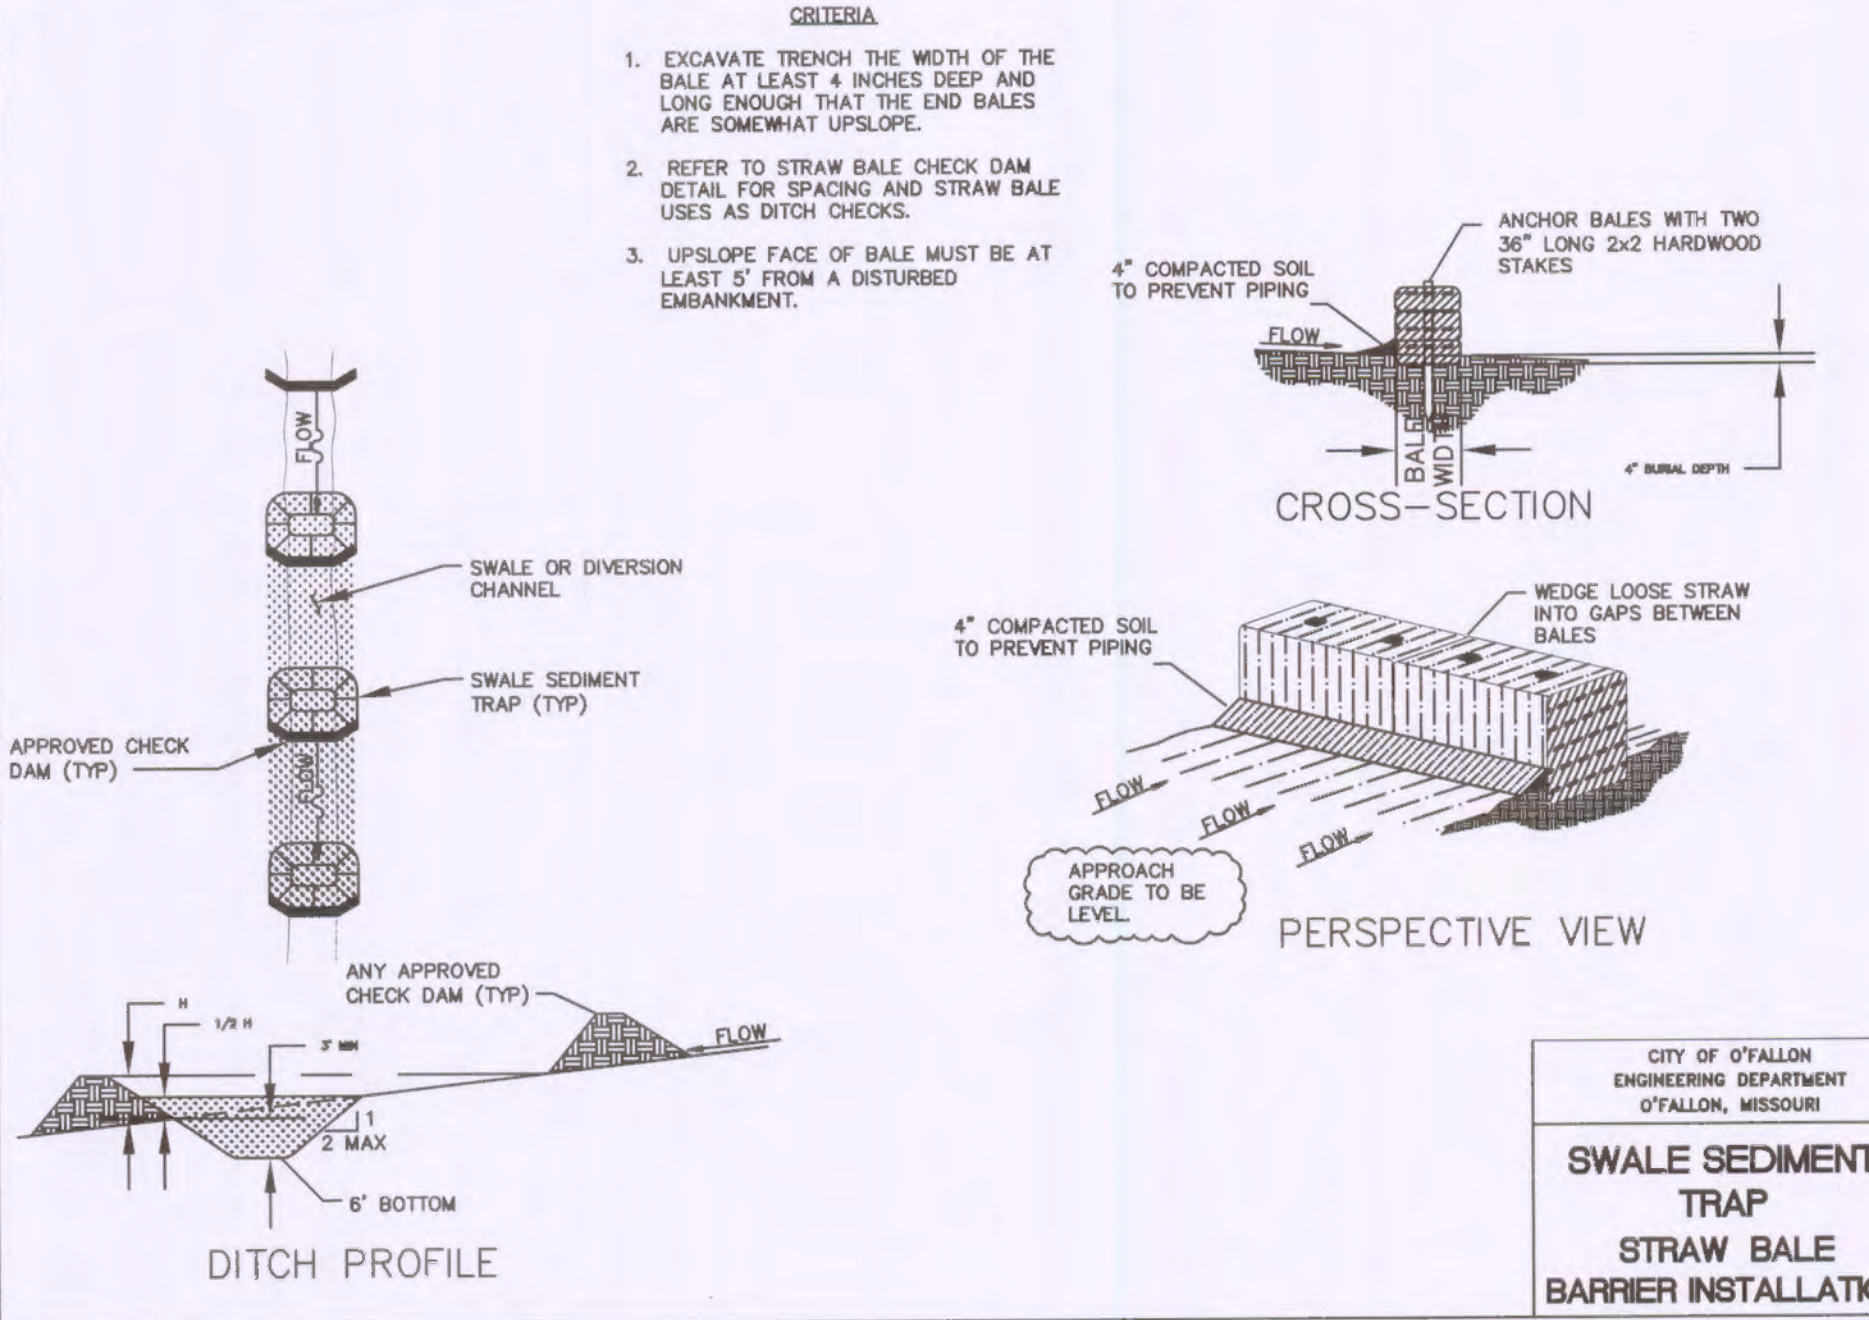 CRITERIA
1. EXCAVATE TRENCH THE WIDTH OF THE
BALE AT LEAST 4 INCHES DEEP AND
LONG ENOUGH THAT THE END BALES
ARE SOMEWHAT UPSLOPE.
2. REFER TO STRAW BALE CHECK DAM
DETAIL FOR SPACING AND STRAW BALE
USES AS DITCH CHECKS.
3. UPSLOPE FACE OF BALE MUST BE AT
LEAST 5' FROM A DISTURBED
EMBANKMENT.
ANCHOR BALES WITH TWO
36" LONG 2x2 HARDWOOD
STAKES
4" COMPACTED SOIL
TO PREVENT PIPING
FLOW
BALE
WIDT
4" BURIAL DEPTH
CROSS-SECTION
FLOW
SWALE OR DIVERSION
CHANNEL
SWALE SEDIMENT
TRAP (TYP)
APPROVED CHECK
DAM (TYP)
FLOW
WEDGE LOOSE STRAW
INTO GAPS BETWEEN
BALES
4" COMPACTED SOIL
TO PREVENT PIPING
FLOW
FLOW
FLOW
APPROACH
GRADE TO BE
LEVEL.
PERSPECTIVE VIEW
ANY APPROVED
CHECK DAM (TYP)
FLOW
H
1/2 H
3' MIN
1
2 MAX
6' BOTTOM
DITCH PROFILE
CITY OF O'FALLON
ENGINEERING DEPARTMENT
O'FALLON, MISSOURI
SWALE SEDIMENT
TRAP
STRAW BALE
BARRIER INSTALLATI